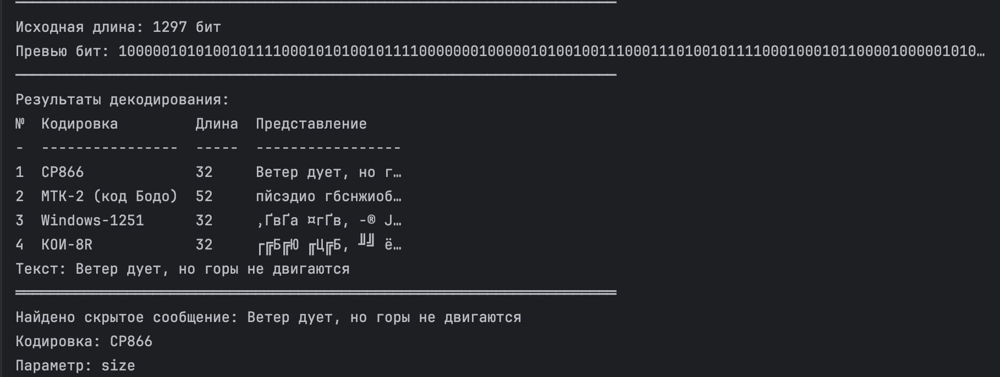 Исходная длина: 1297 бит
Превью бит: 1000001010100101111000101010010111100000001000001010010011100011101001011110001000101100001000001010…
Результаты декодирования:
№ Кодировка Длина Представление
- ---------------- ----- -----------------
1 CP866 32 Ветер дует, но г…
2 МТК-2 (код Бодо) 52 пйсэдио гбснжиоб…
3 Windows-1251 32 ‚ҐвҐа ¤гҐв, -® Ј…
4 КОИ-8R 32 ┌╔Б╔Ю ╓Ц╔Б, ╜╝ ё…
Текст: Ветер дует, но горы не двигаются
Найдено скрытое сообщение: Ветер дует, но горы не двигаются
Кодировка: CP866
Параметр: size